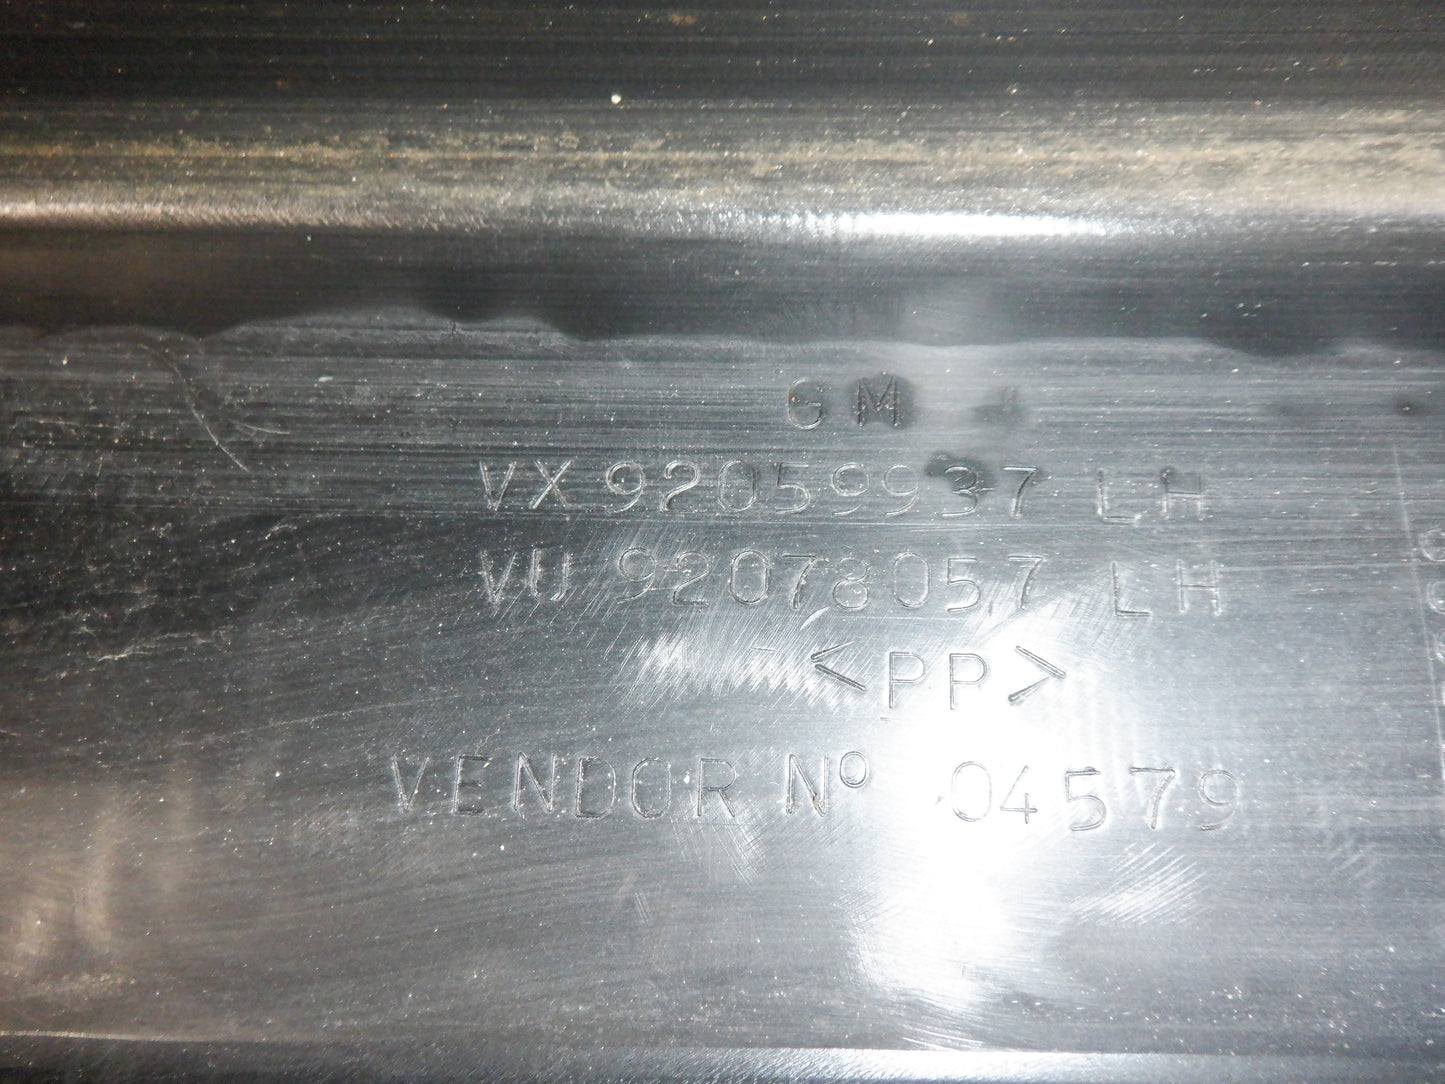 GM
VX 92059937 LH
VU 92078057 LH
<PP>
VENDOR Nº 04579